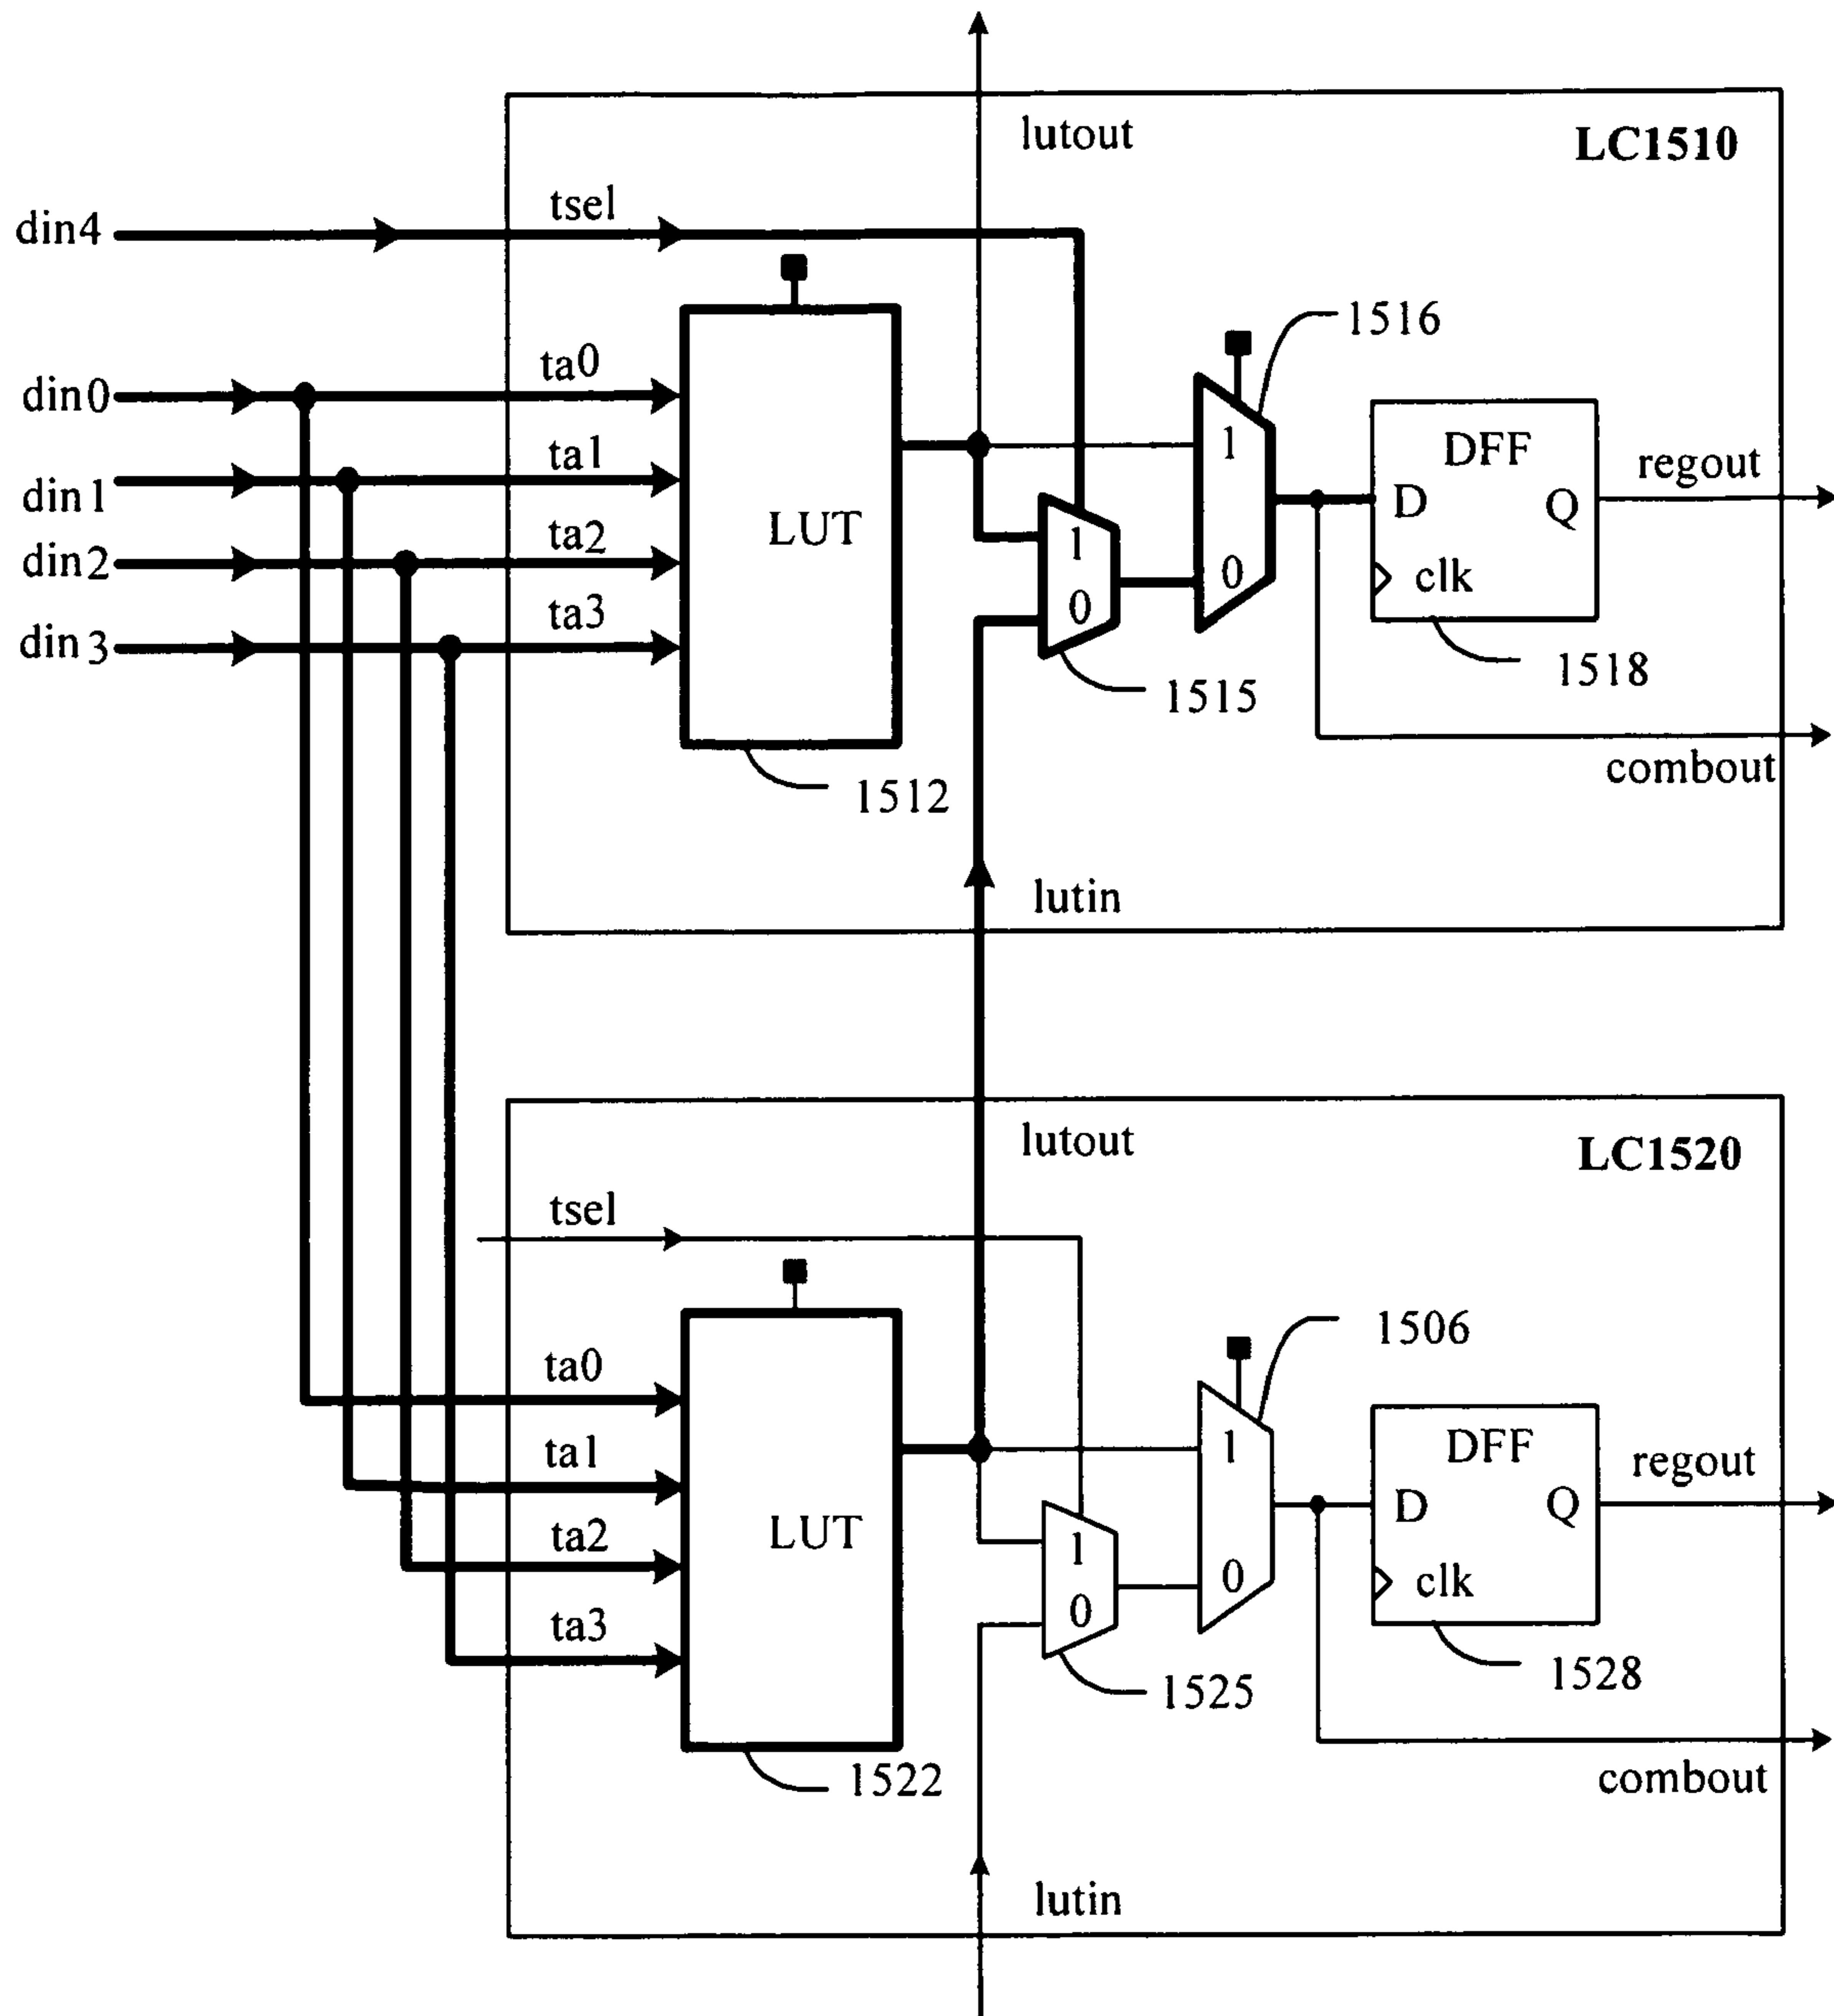 lutout
LC1510
tsel
din4
1516
ta0
din0
ta1
DFF
regout
din1
1
D
Q
LUT
ta2
1
din2
0
clk
0
ta3
din3
1518
1515
combout
1512
lutin
lutout
LC1520
tsel
1506
ta0
ta1
1
DFF
regout
D
Q
LUT
ta2
1
0
clk
0
ta3
1528
1525
1522
combout
lutin